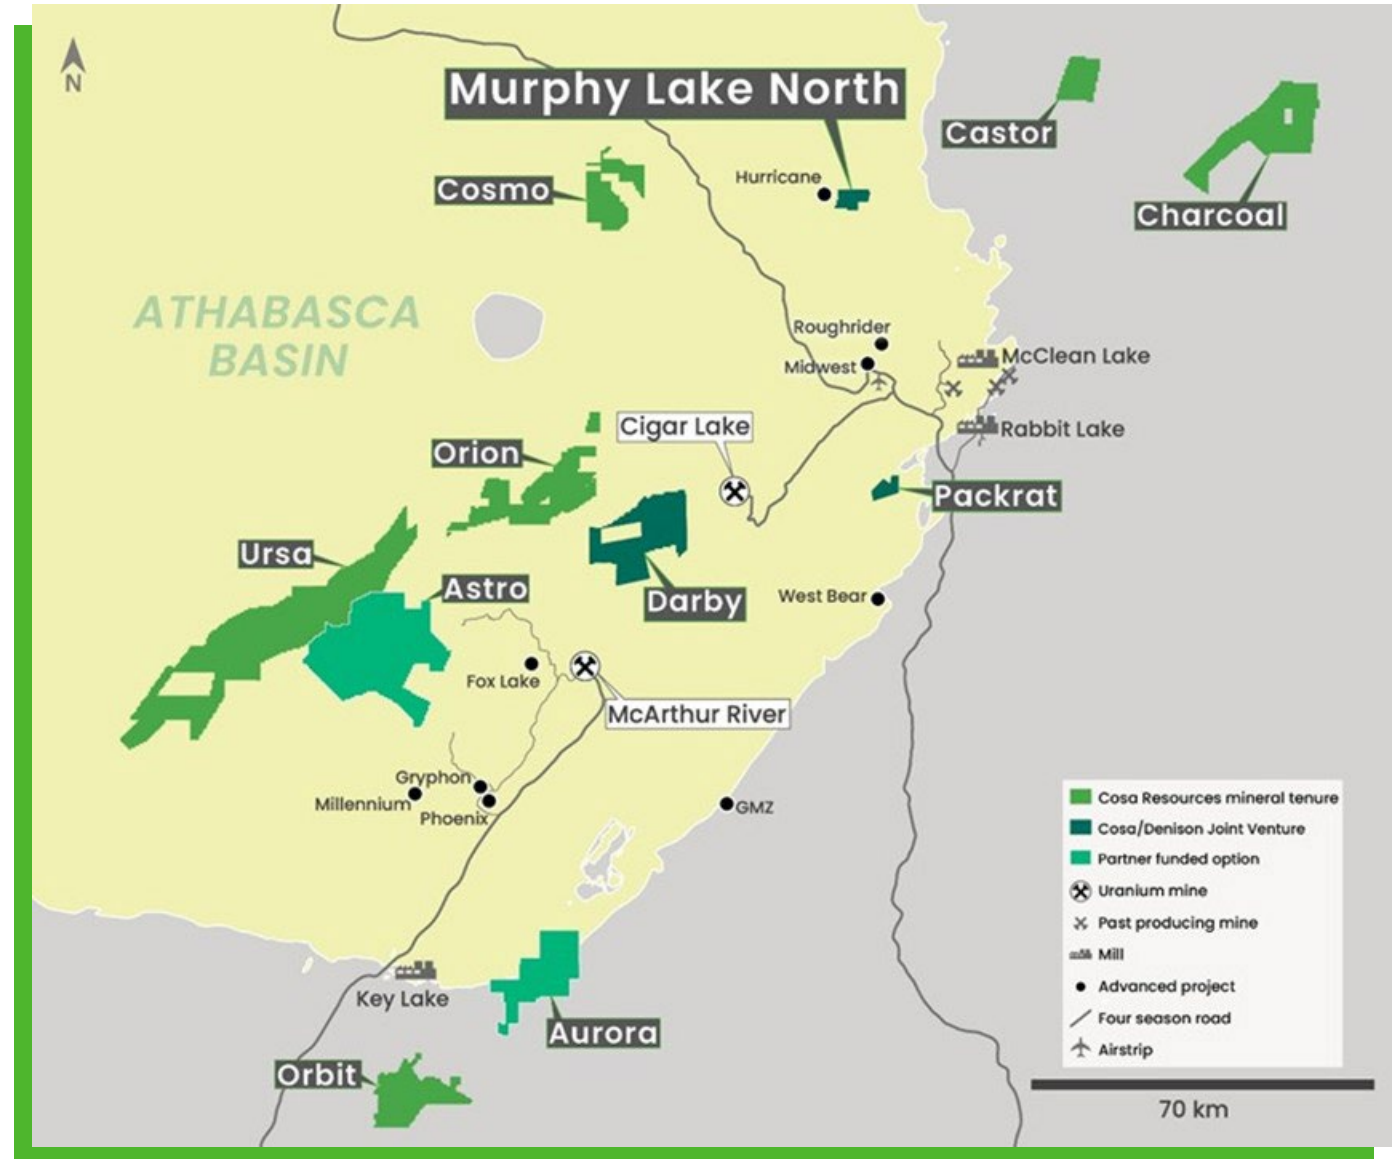 N
Murphy Lake North
Castor
Charcoal
Hurricane
Cosmo
ATHABASCA
BASIN
Roughrider
Midwest
McClean Lake
Cigar Lake
Rabbit Lake
Orion
Packrat
Ursa
Astro
Darby
West Bear
Fox Lake
McArthur River
Gryphon
Millennium
Phoenix
GMZ
Key Lake
Aurora
Orbit
Cosa Resources mineral tenure
Cosa/Denison Joint Venture
Partner funded option
Uranium mine
Past producing mine
Mill
Advanced project
Four season road
Airstrip
70 km